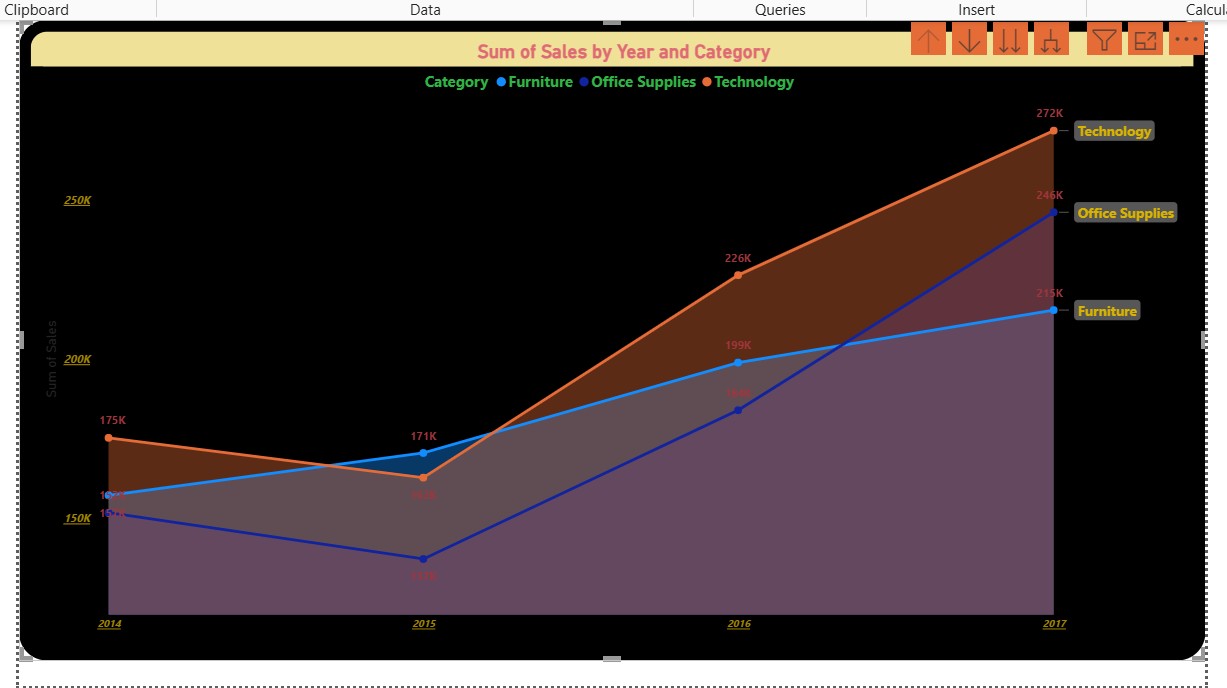 Clipboard Data Queries Insert
Sum of Sales by Year and Category
Category Furniture Office Supplies Technology
272K
Technology
250K
246K
Office Supplies
226K
215K
Furniture
199K
Sum of Sales
200K
175K
171K
150K
2014 2015 2016 2017